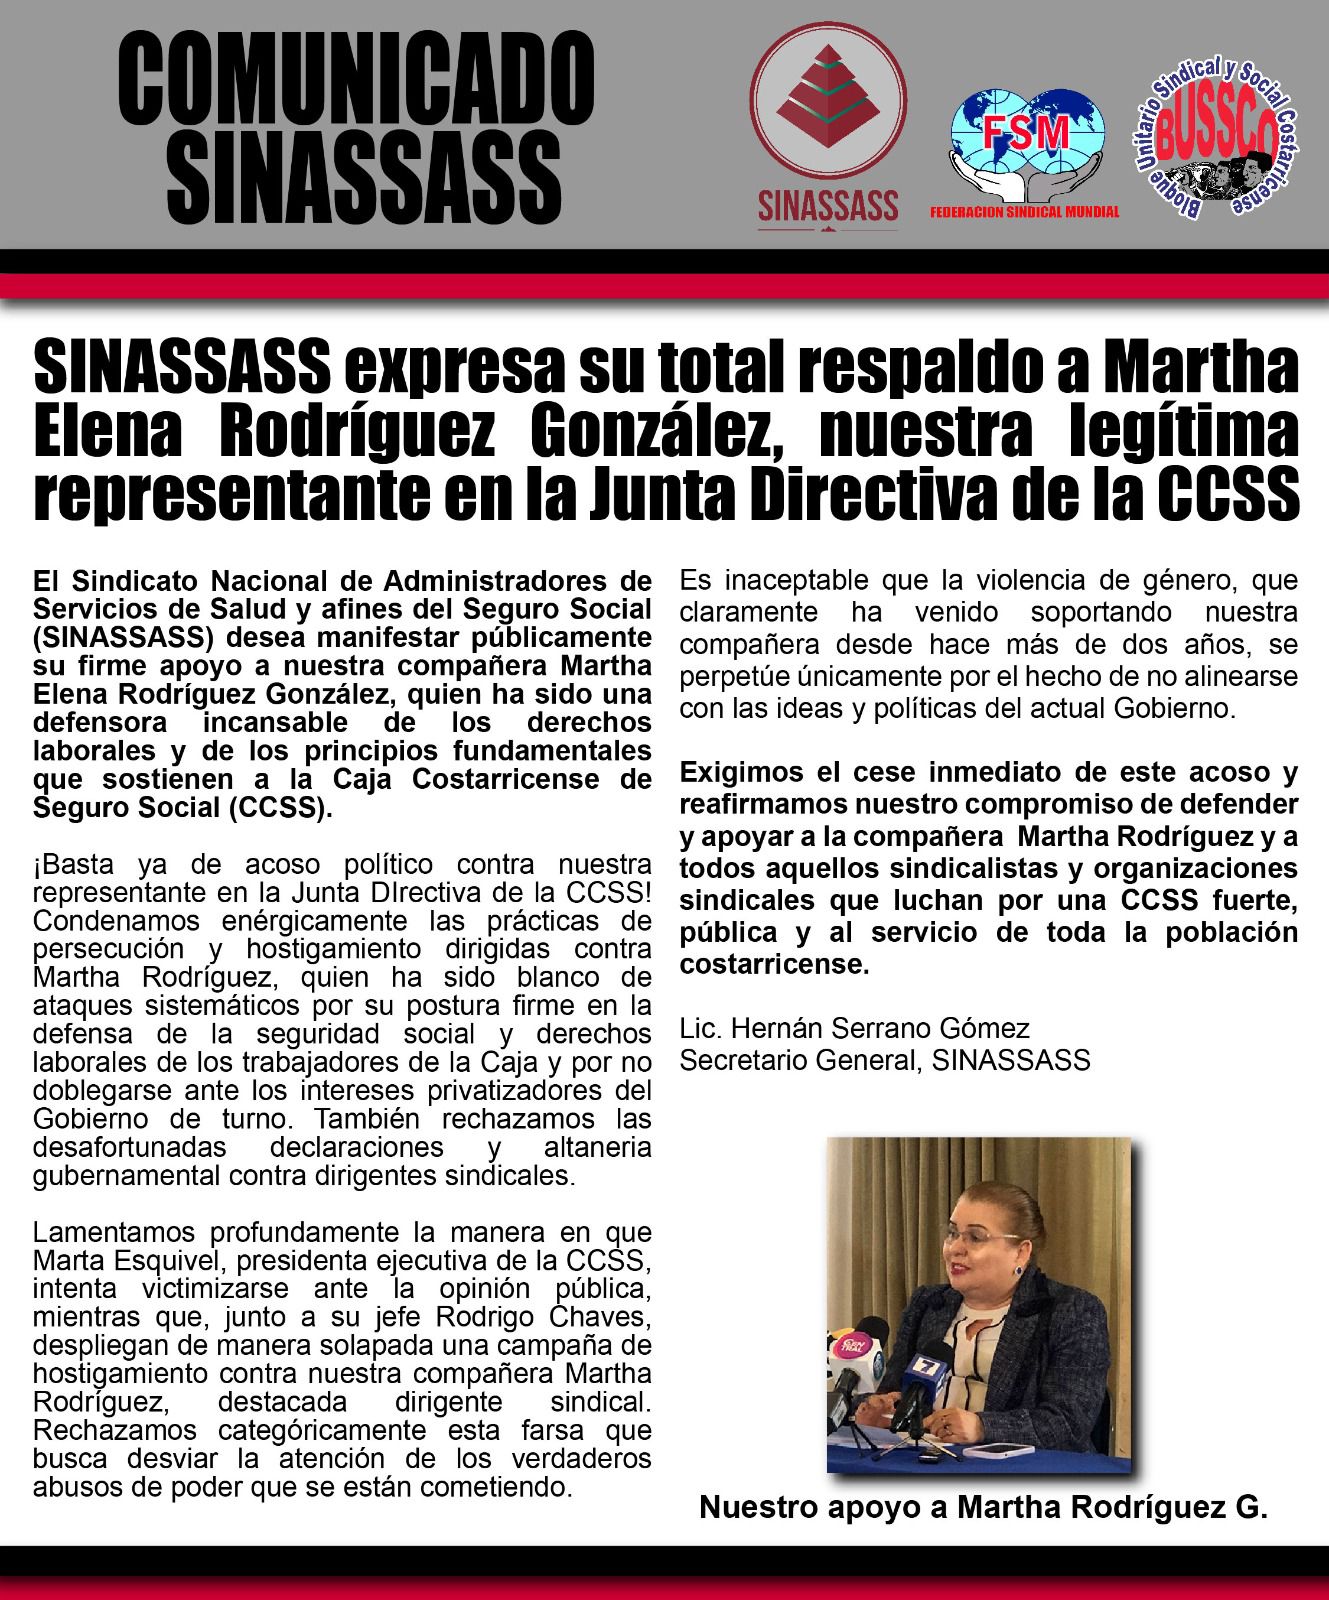 COMUNICADO
SINASSASS
SINASSASS
FSM
FEDERACION SINDICAL MUNDIAL
Bloque Unitario Sindical y Social Costarricense
BUSSCO
SINASSASS expresa su total respaldo a Martha
Elena Rodríguez González, nuestra legítima
representante en la Junta Directiva de la CCSS
El Sindicato Nacional de Administradores de
Servicios de Salud y afines del Seguro Social
(SINASSASS) desea manifestar públicamente
su firme apoyo a nuestra compañera Martha
Elena Rodríguez González, quien ha sido una
defensora incansable de los derechos
laborales y de los principios fundamentales
que sostienen a la Caja Costarricense de
Seguro Social (CCSS).
¡Basta ya de acoso político contra nuestra
representante en la Junta DIrectiva de la CCSS!
Condenamos enérgicamente las prácticas de
persecución y hostigamiento dirigidas contra
Martha Rodríguez, quien ha sido blanco de
ataques sistemáticos por su postura firme en la
defensa de la seguridad social y derechos
laborales de los trabajadores de la Caja y por no
doblegarse ante los intereses privatizadores del
Gobierno de turno. También rechazamos las
desafortunadas declaraciones y altaneria
gubernamental contra dirigentes sindicales.
Lamentamos profundamente la manera en que
Marta Esquivel, presidenta ejecutiva de la CCSS,
intenta victimizarse ante la opinión pública,
mientras que, junto a su jefe Rodrigo Chaves,
despliegan de manera solapada una campaña de
hostigamiento contra nuestra compañera Martha
Rodríguez, destacada dirigente sindical.
Rechazamos categóricamente esta farsa que
busca desviar la atención de los verdaderos
abusos de poder que se están cometiendo.
Es inaceptable que la violencia de género, que
claramente ha venido soportando nuestra
compañera desde hace más de dos años, se
perpetúe únicamente por el hecho de no alinearse
con las ideas y políticas del actual Gobierno.
Exigimos el cese inmediato de este acoso y
reafirmamos nuestro compromiso de defender
y apoyar a la compañera Martha Rodríguez y a
todos aquellos sindicalistas y organizaciones
sindicales que luchan por una CCSS fuerte,
pública y al servicio de toda la población
costarricense.
Lic. Hernán Serrano Gómez
Secretario General, SINASSASS
CEN
TRAL
7
Nuestro apoyo a Martha Rodríguez G.